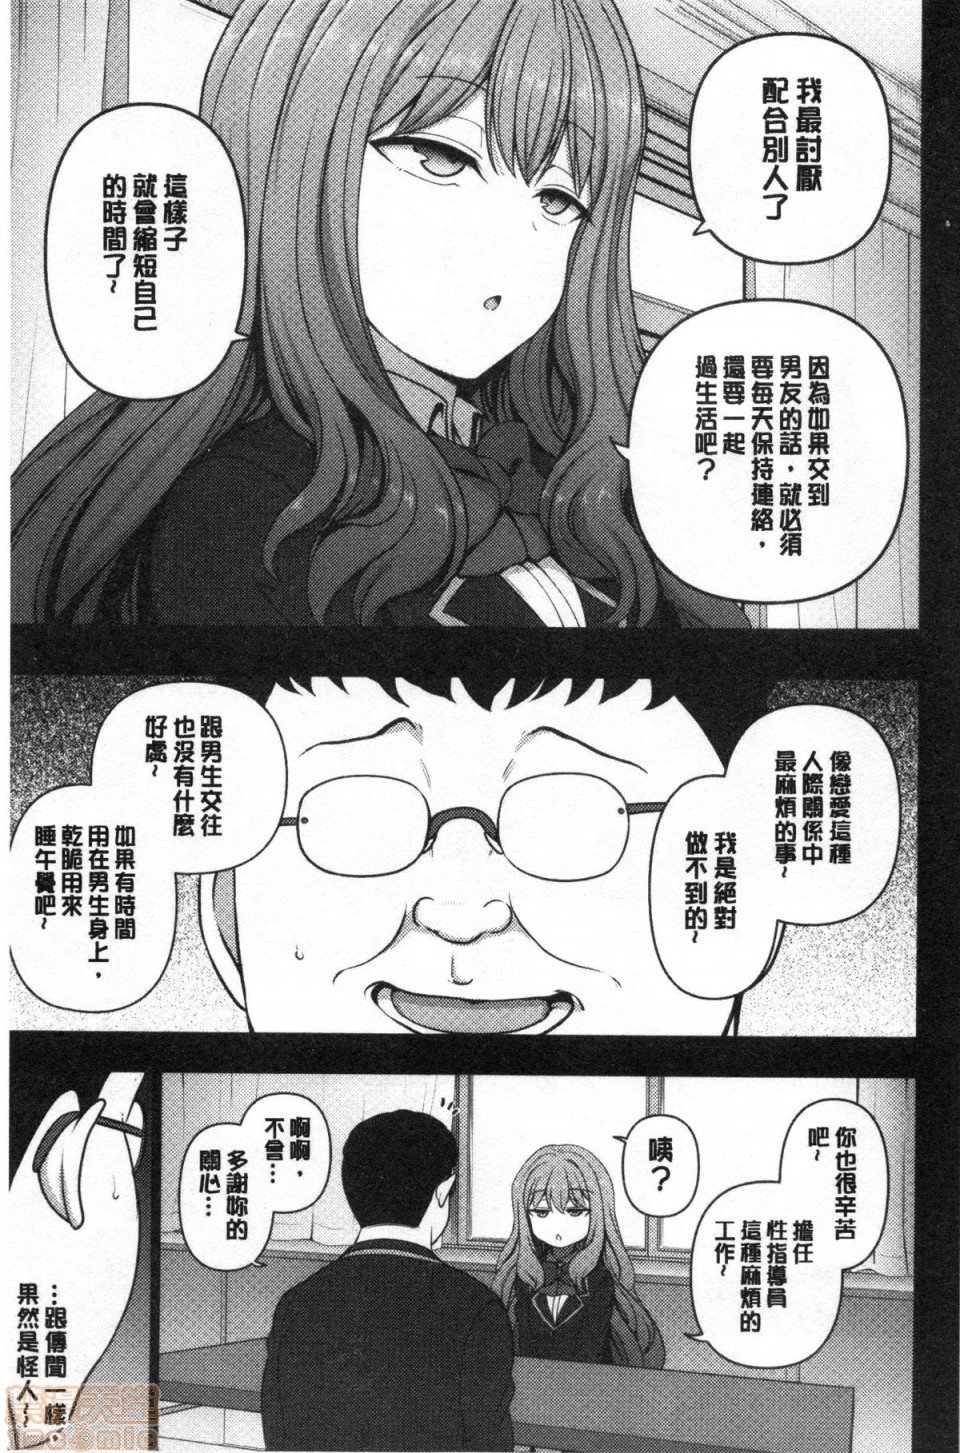 我最討厭
配合別人了
因為如果交到
男友的話，就必須
要每天保持連絡，
還要一起
過生活吧？
這樣子
就會縮短自己
的時間了~
像戀愛這種
人際關係中
最麻煩的事~
我是絕對
做不到的~
跟男生交往
也沒有什麼
好處~
如果有時間
用在男生身上，
乾脆用來
睡午覺吧~
你也很辛苦
吧~
擔任
性指導員
這種麻煩的
工作~
咦？
啊啊，
不會…
多謝妳的
關心…
…跟傳聞一樣，
果然是怪人~